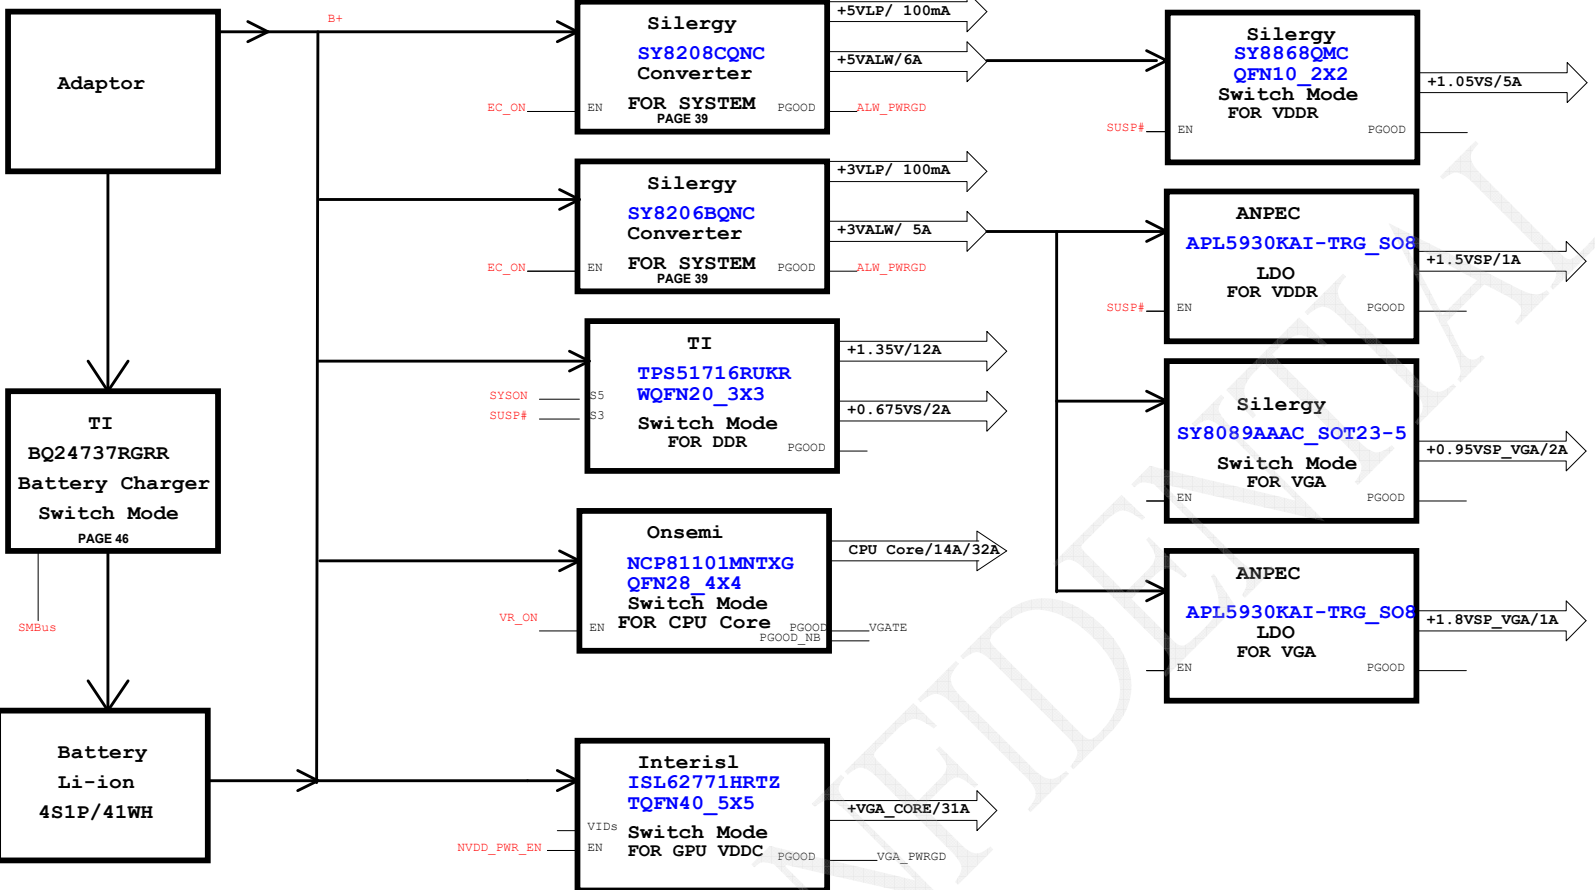 Adaptor
B+
TI
BQ24737RGRR
Battery Charger
Switch Mode
PAGE 46
SMBus
Battery
Li-ion
4S1P/41WH
Silergy
SY8208CQNC
Converter
FOR SYSTEM
PAGE 39
EC_ON
EN
PGOOD
ALW_PWRGD
+5VLP/ 100mA
+5VALW/6A
Silergy
SY8206BQNC
Converter
FOR SYSTEM
PAGE 39
EC_ON
EN
PGOOD
ALW_PWRGD
+3VLP/ 100mA
+3VALW/ 5A
TI
TPS51716RUKR
WQFN20_3X3
Switch Mode
FOR DDR
SYSON
S5
SUSP#
S3
PGOOD
+1.35V/12A
+0.675VS/2A
Onsemi
NCP81101MNTXG
QFN28_4X4
Switch Mode
FOR CPU Core
VR_ON
EN
PGOOD
PGOOD_NB
VGATE
CPU Core/14A/32A
Interisl
ISL62771HRTZ
TQFN40_5X5
Switch Mode
FOR GPU VDDC
VIDs
NVDD_PWR_EN
EN
PGOOD
VGA_PWRGD
+VGA_CORE/31A
Silergy
SY8868QMC
QFN10_2X2
Switch Mode
FOR VDDR
SUSP#
EN
PGOOD
+1.05VS/5A
ANPEC
APL5930KAI-TRG_SO8
LDO
FOR VDDR
SUSP#
EN
PGOOD
+1.5VSP/1A
Silergy
SY8089AAAC_SOT23-5
Switch Mode
FOR VGA
EN
PGOOD
+0.95VSP_VGA/2A
ANPEC
APL5930KAI-TRG_SO8
LDO
FOR VGA
EN
PGOOD
+1.8VSP_VGA/1A
NFIDENTIAL